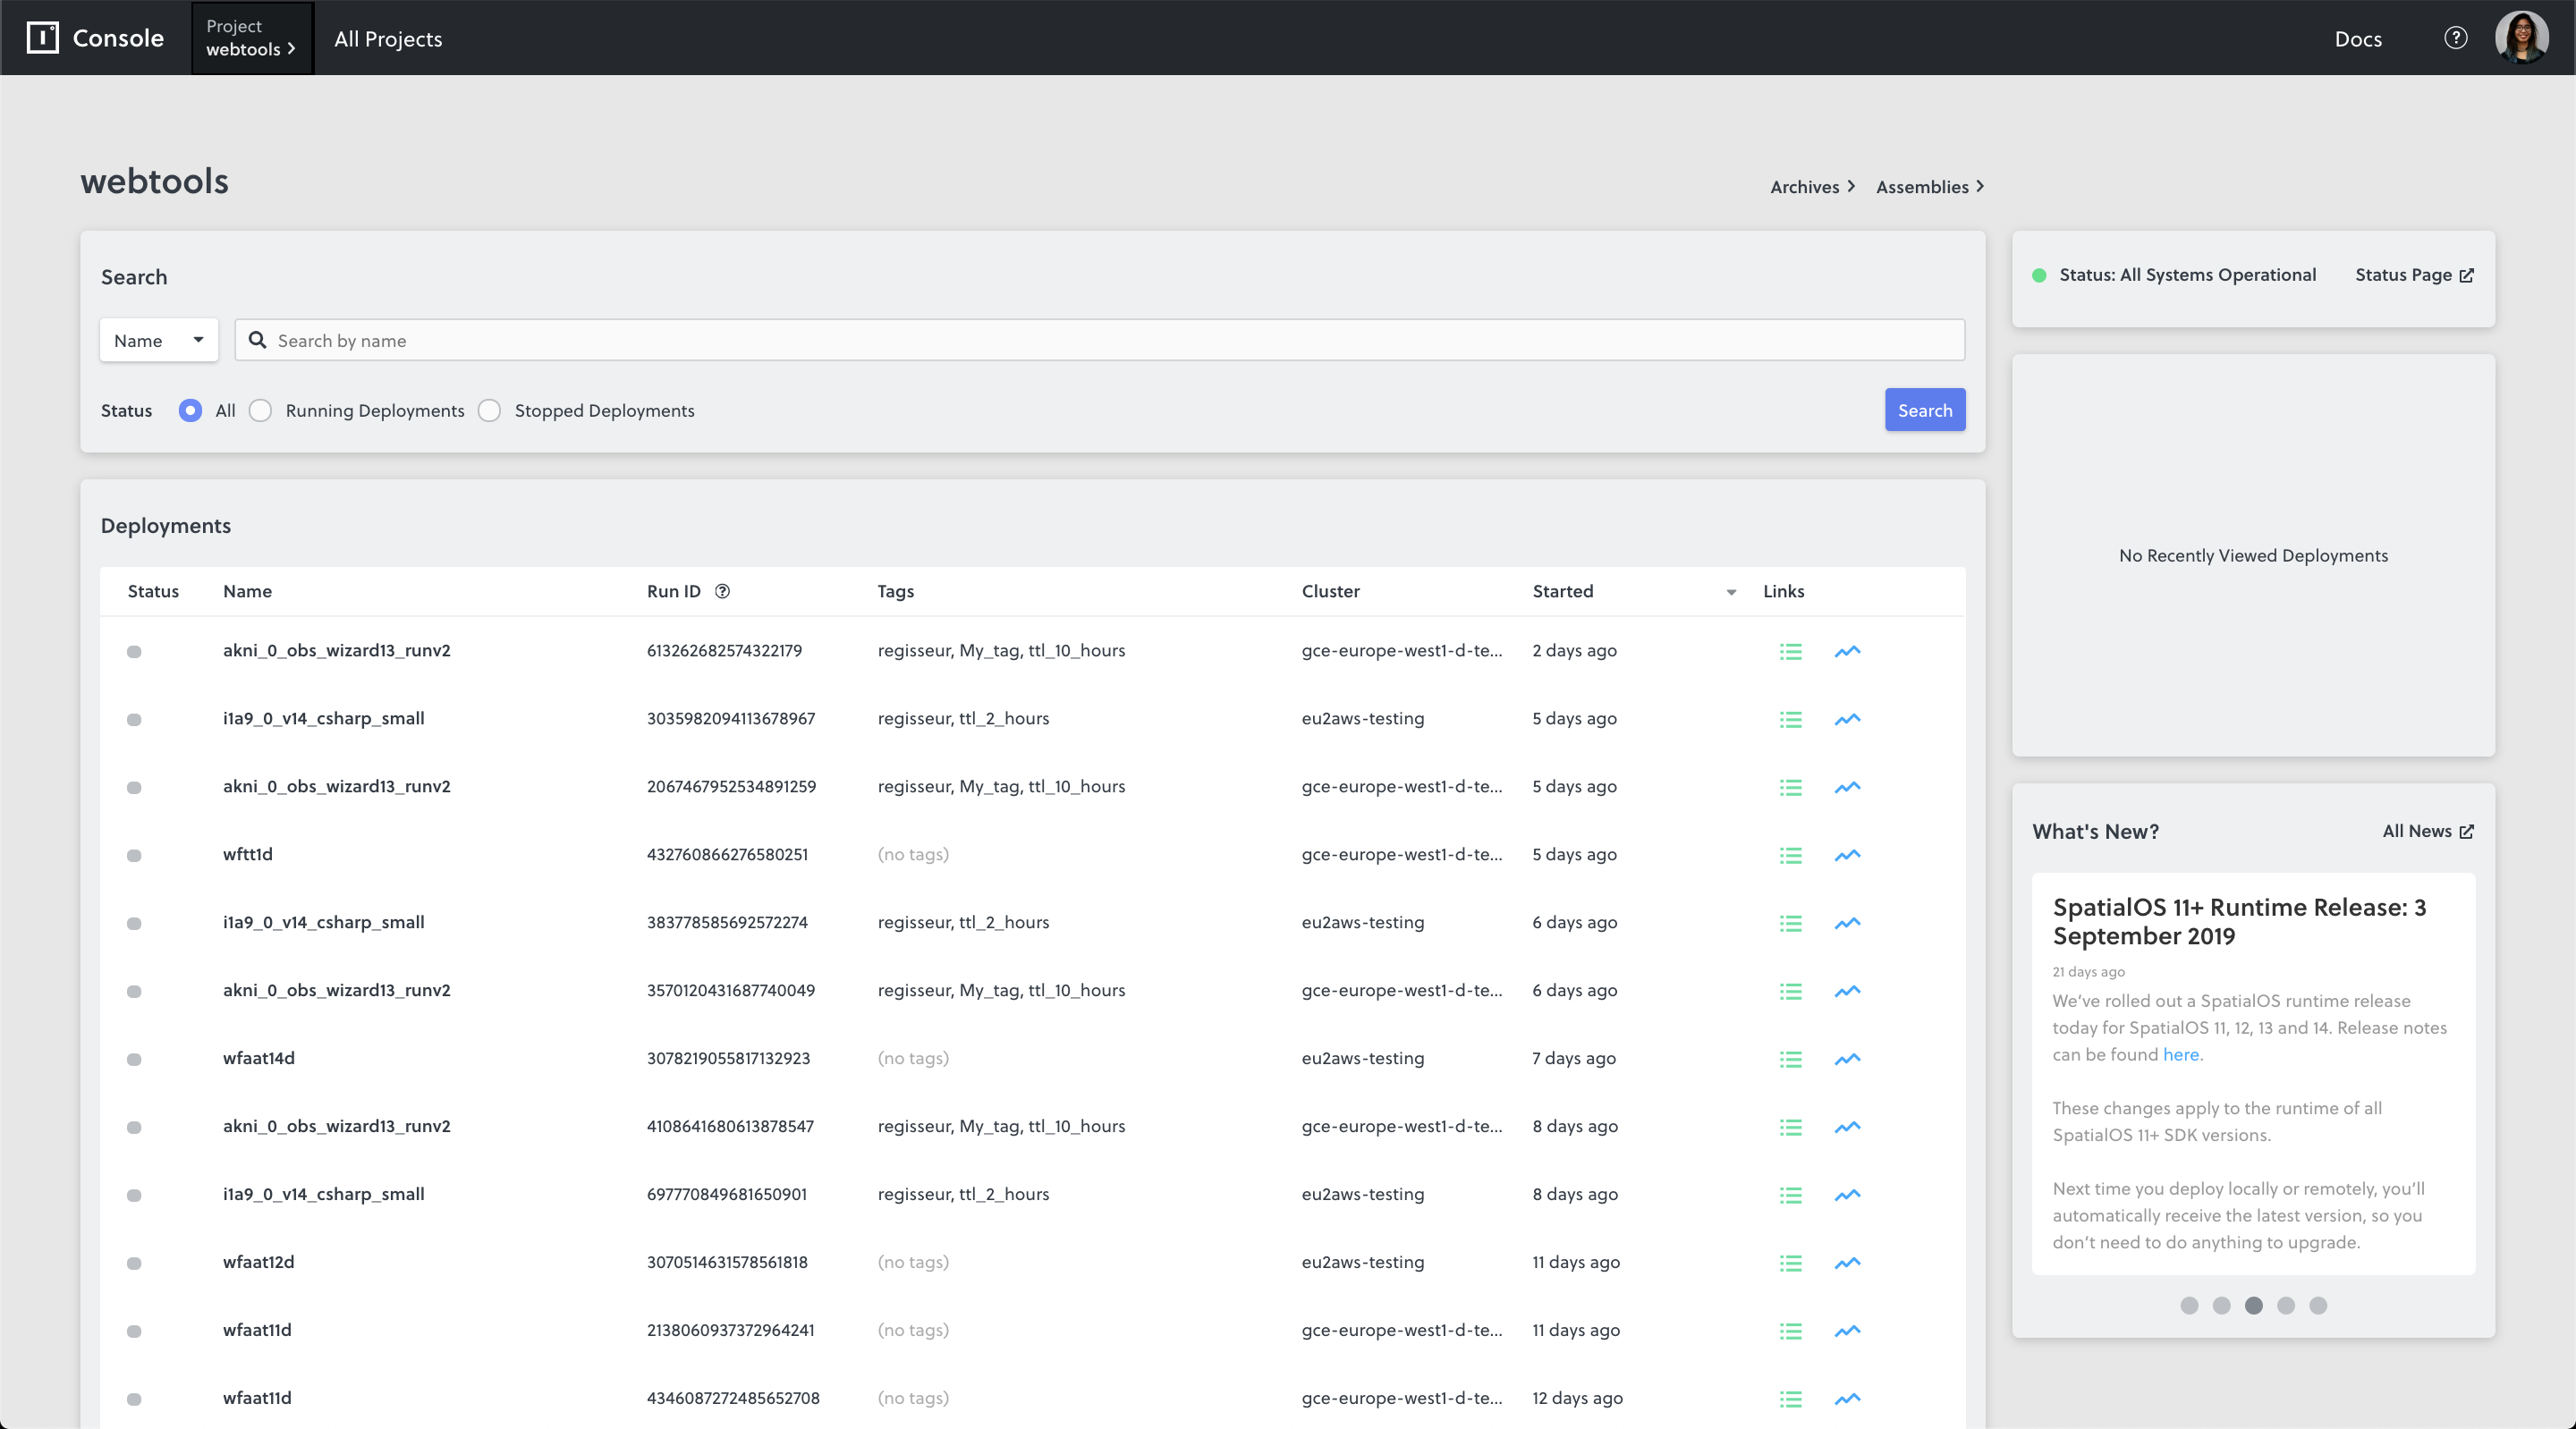 Console
Project
webtools
All Projects
Docs
webtools
Archives
Assemblies
Search
Name
Search by name
Status
All
Running Deployments
Stopped Deployments
Search
Status: All Systems Operational
Status Page
No Recently Viewed Deployments
Deployments
Status Name Run ID Tags Cluster Started Links
akni_0_obs_wizard13_runv2 613262682574322179 regisseur, My_tag, ttl_10_hours gce-europe-west1-d-te... 2 days ago
i1a9_0_v14_csharp_small 3035982094113678967 regisseur, ttl_2_hours eu2aws-testing 5 days ago
akni_0_obs_wizard13_runv2 2067467952534891259 regisseur, My_tag, ttl_10_hours gce-europe-west1-d-te... 5 days ago
wftt1d 432760866276580251 (no tags) gce-europe-west1-d-te... 5 days ago
i1a9_0_v14_csharp_small 383778585692572274 regisseur, ttl_2_hours eu2aws-testing 6 days ago
akni_0_obs_wizard13_runv2 3570120431687740049 regisseur, My_tag, ttl_10_hours gce-europe-west1-d-te... 6 days ago
wfaat14d 3078219055817132923 (no tags) eu2aws-testing 7 days ago
akni_0_obs_wizard13_runv2 4108641680613878547 regisseur, My_tag, ttl_10_hours gce-europe-west1-d-te... 8 days ago
i1a9_0_v14_csharp_small 697770849681650901 regisseur, ttl_2_hours eu2aws-testing 8 days ago
wfaat12d 3070514631578561818 (no tags) eu2aws-testing 11 days ago
wfaat11d 2138060937372964241 (no tags) gce-europe-west1-d-te... 11 days ago
wfaat11d 4346087272485652708 (no tags) gce-europe-west1-d-te... 12 days ago
What's New?
All News
SpatialOS 11+ Runtime Release: 3
September 2019
21 days ago
We've rolled out a SpatialOS runtime release
today for SpatialOS 11, 12, 13 and 14. Release notes
can be found here.
These changes apply to the runtime of all
SpatialOS 11+ SDK versions.
Next time you deploy locally or remotely, you'll
automatically receive the latest version, so you
don't need to do anything to upgrade.